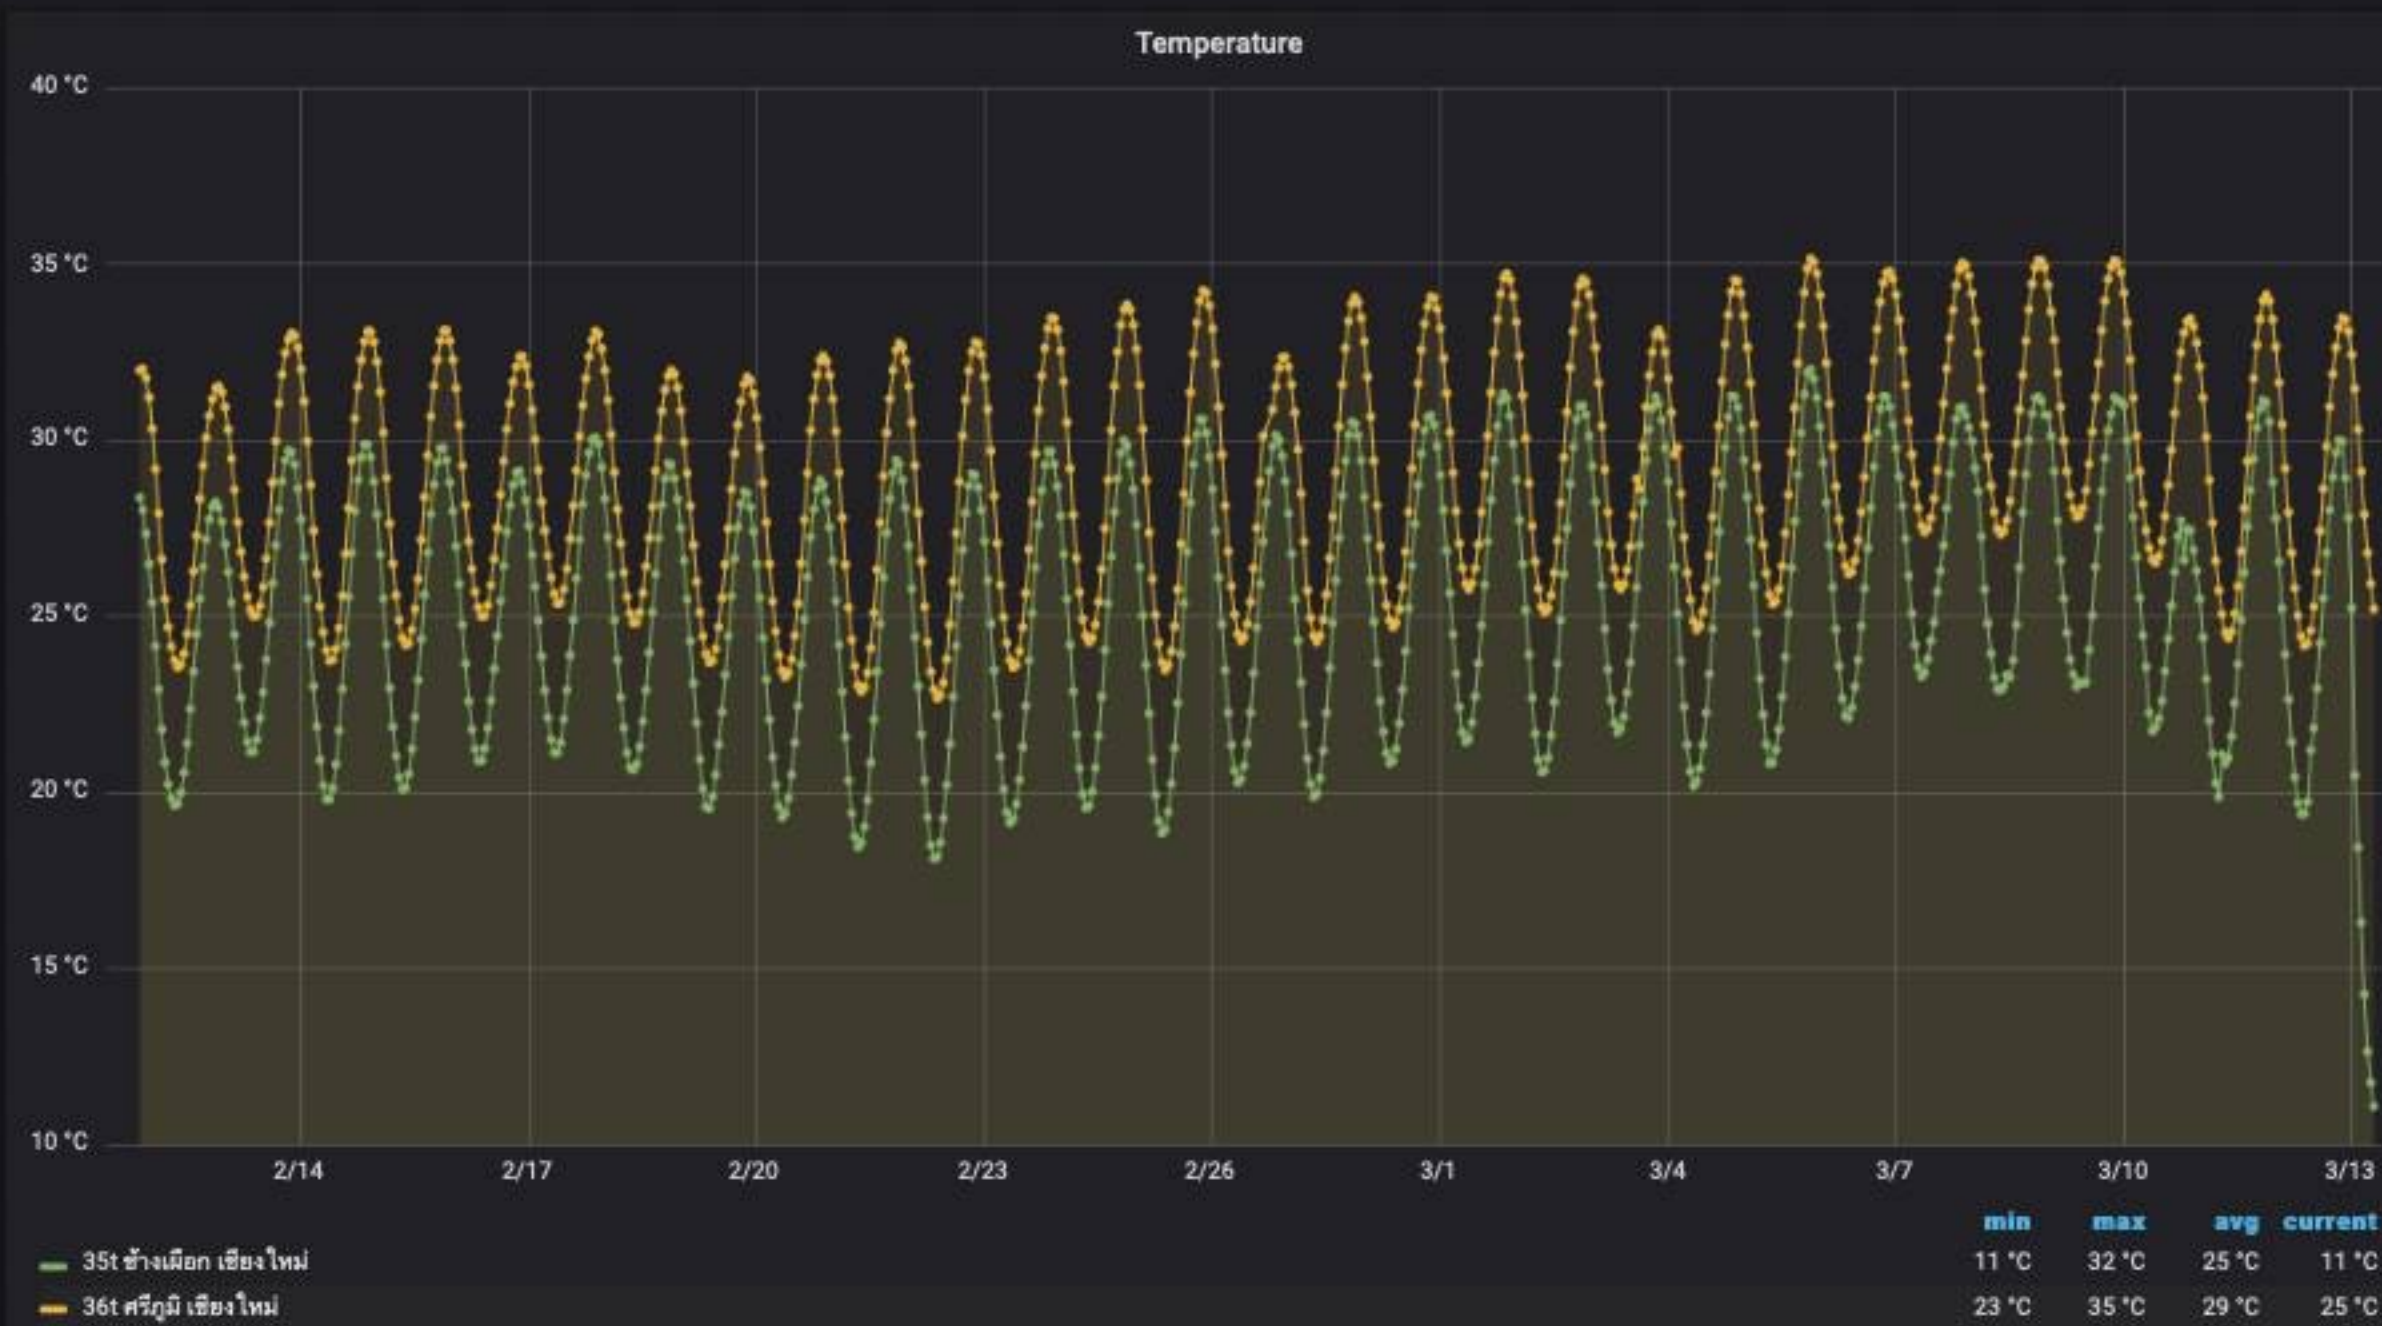 Temperature
40 °C
35 °C
30 °C
25 °C
20 °C
15 °C
10 °C
2/14 2/17 2/20 2/23 2/26 3/1 3/4 3/7 3/10 3/13
min max avg current
35t ช้างเผือก เชียงใหม่ 11 °C 32 °C 25 °C 11 °C
36t ศรีภูมิ เชียงใหม่ 23 °C 35 °C 29 °C 25 °C